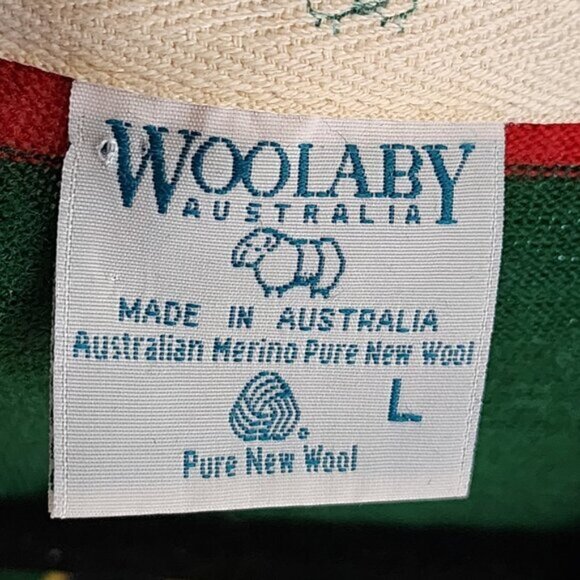 WOOLABY
AUSTRALIA
MADE IN AUSTRALIA
Australian Merino Pure New Wool
L
Pure New Wool